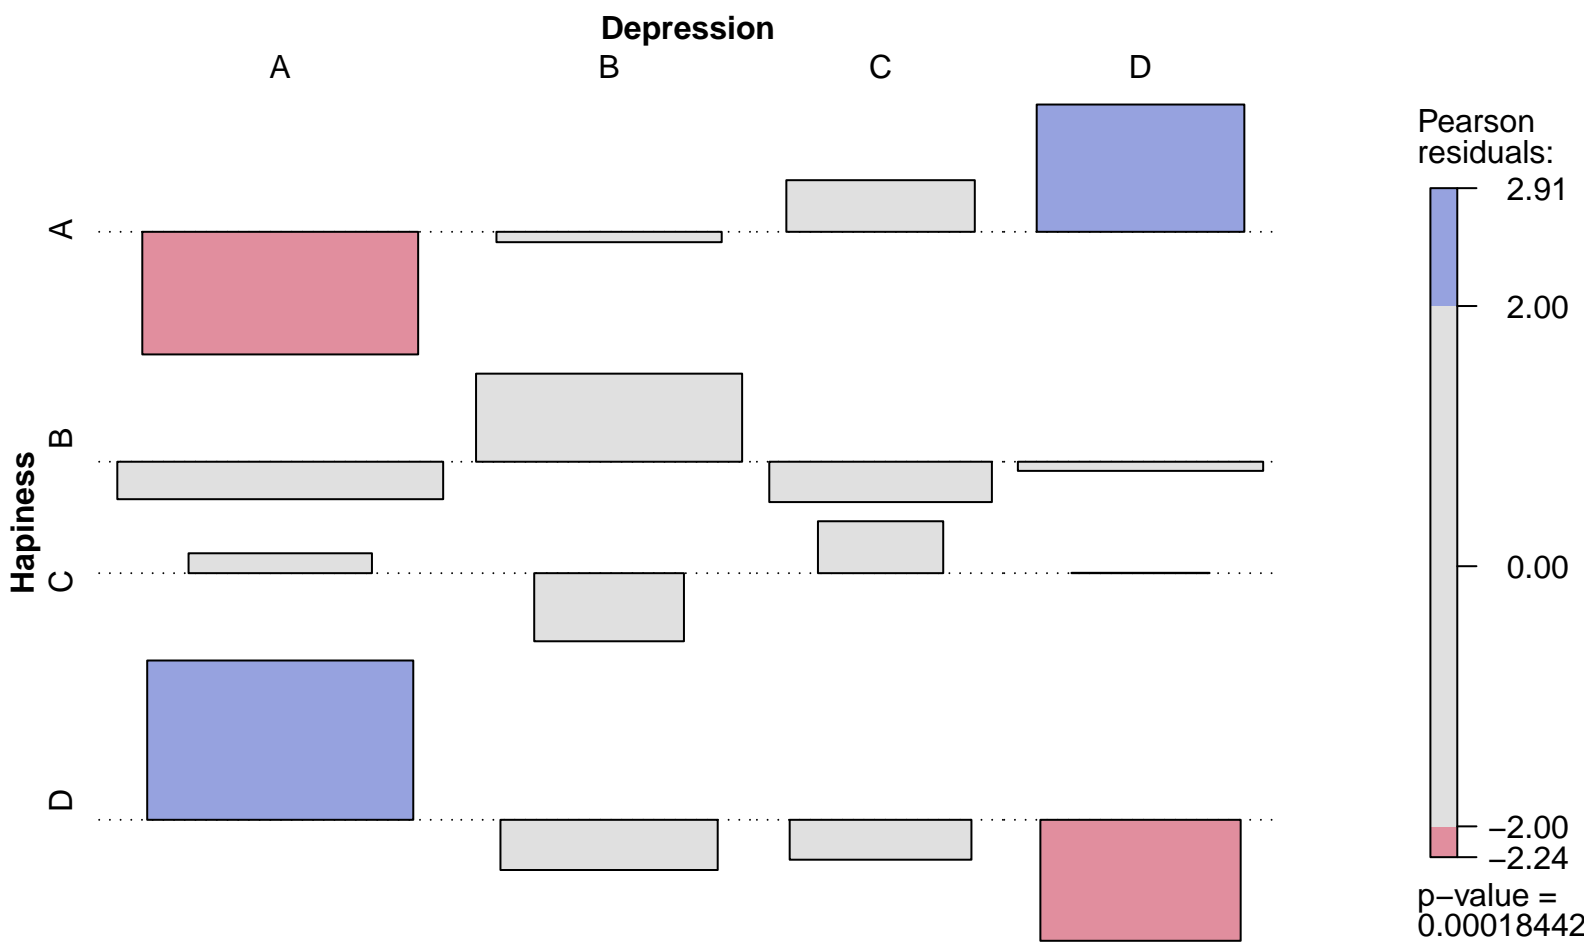 Depression
A B C D
Hapiness
A
B
C
D
Pearson
residuals:
2.91
2.00
0.00
−2.00
−2.24
p−value =
0.00018442